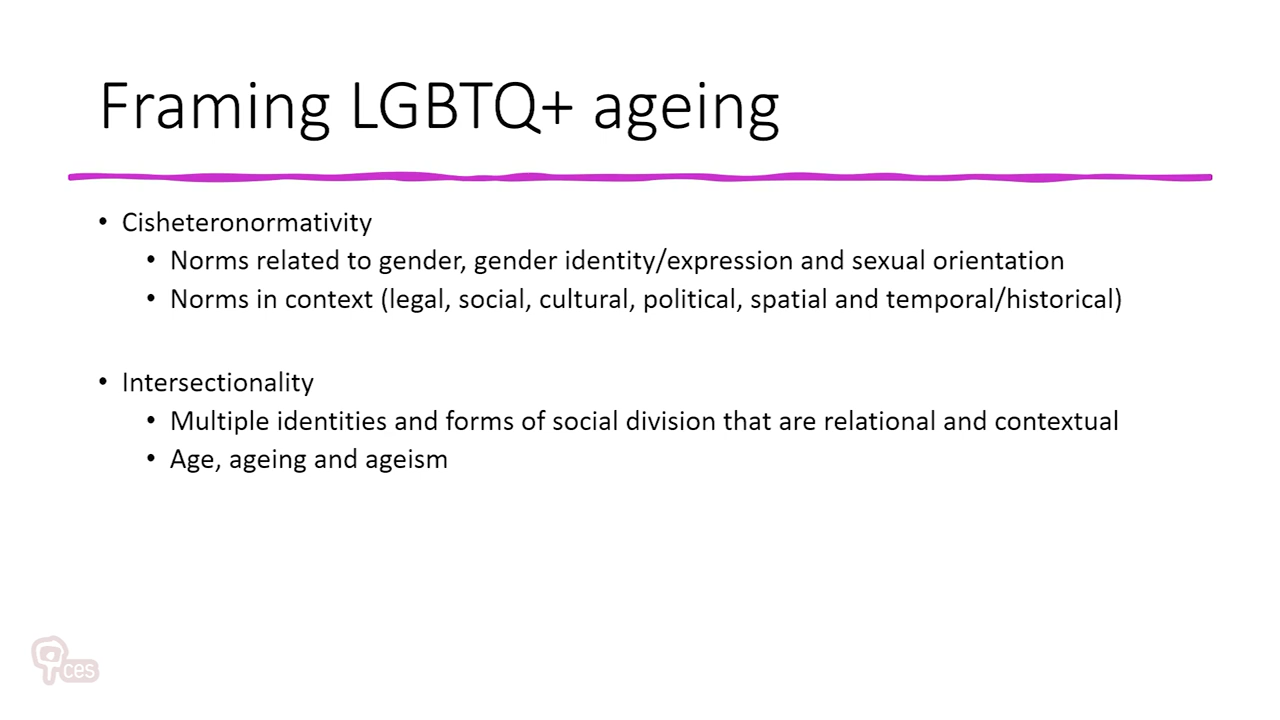 Framing LGBTQ+ ageing
• Cisheteronormativity
• Norms related to gender, gender identity/expression and sexual orientation
• Norms in context (legal, social, cultural, political, spatial and temporal/historical)
• Intersectionality
• Multiple identities and forms of social division that are relational and contextual
• Age, ageing and ageism
ces